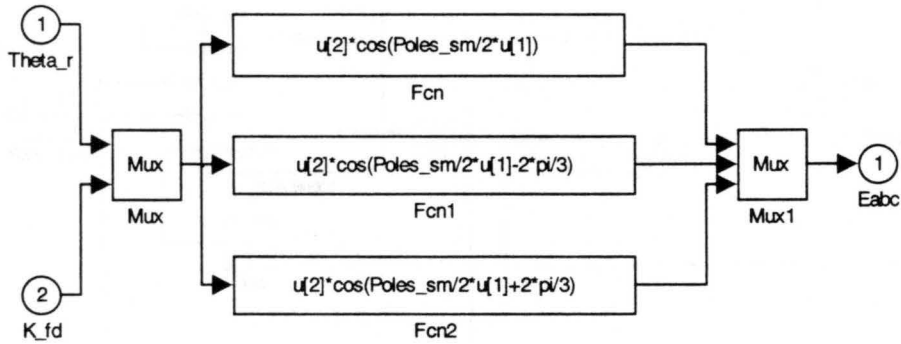 1
Theta_r
u[2]*cos(Poles_sm/2*u[1])
Fcn
Mux
Mux
u[2]*cos(Poles_sm/2*u[1]-2*pi/3)
Fcn1
Mux
Mux1
1
Eabc
2
K_fd
u[2]*cos(Poles_sm/2*u[1]+2*pi/3)
Fcn2